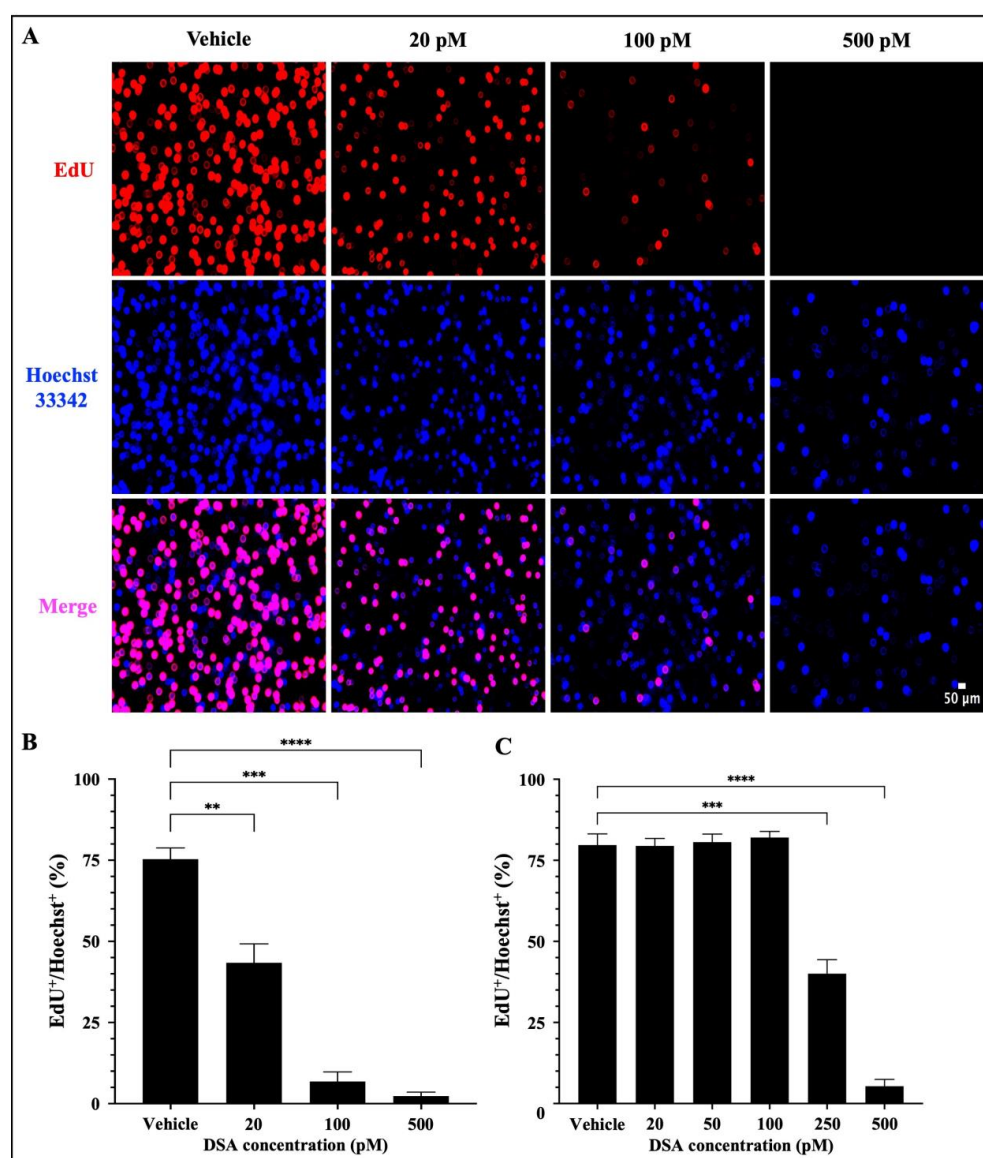 A
Vehicle 20 pM 100 pM 500 pM
EdU
Hoechst
33342
Merge
50 µm
B
****
***
**
100
75
50
25
0
EdU⁺/Hoechst⁺ (%)
Vehicle 20 100 500
DSA concentration (pM)
C
****
***
100
75
50
25
0
EdU⁺/Hoechst⁺ (%)
Vehicle 20 50 100 250 500
DSA concentration (pM)